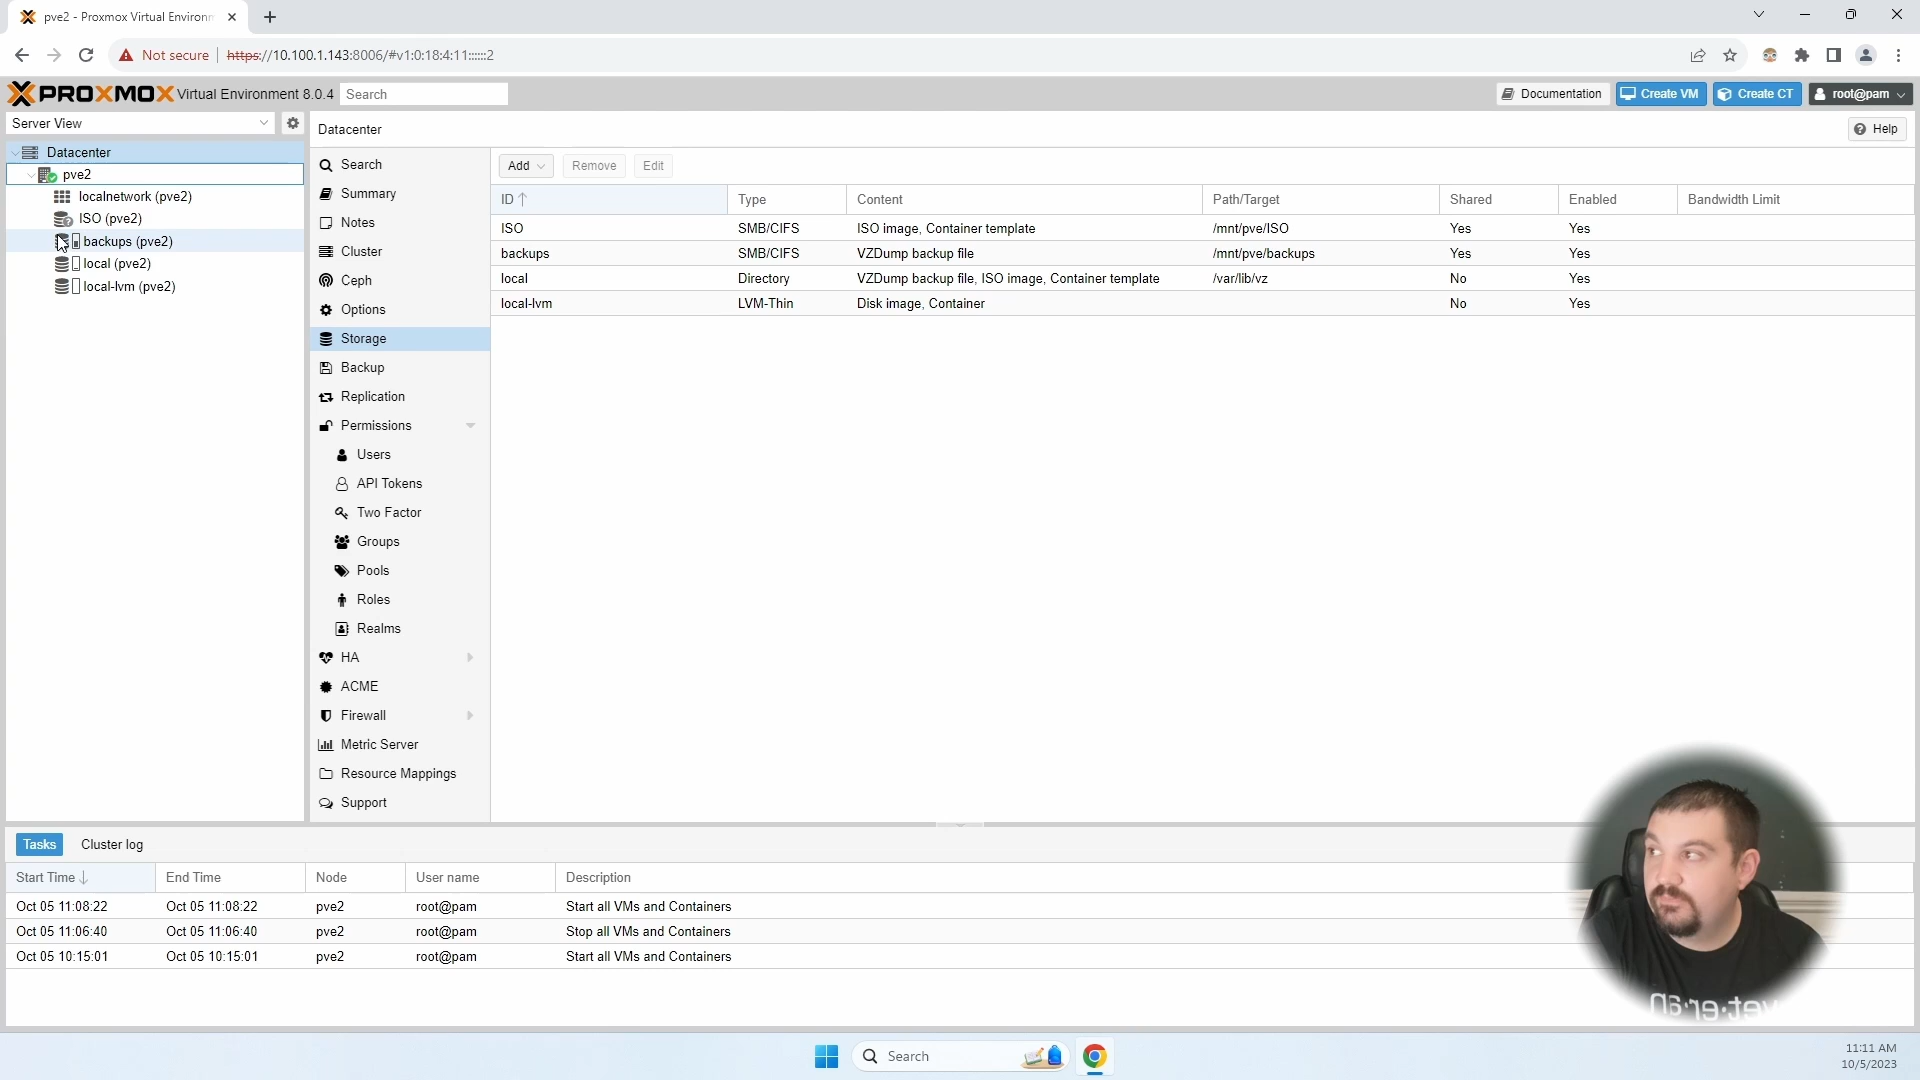 pve2 - Proxmox Virtual Environm
Not secure
https://10.100.1.143:8006/#v1:0:18:4:11::::::2
PROXMOX Virtual Environment 8.0.4
Search
Documentation
Create VM
Create CT
root@pam
Server View
Datacenter
Help
Datacenter
pve2
localnetwork (pve2)
ISO (pve2)
backups (pve2)
local (pve2)
local-lvm (pve2)
Search
Summary
Notes
Cluster
Ceph
Options
Storage
Backup
Replication
Permissions
Users
API Tokens
Two Factor
Groups
Pools
Roles
Realms
HA
ACME
Firewall
Metric Server
Resource Mappings
Support
Add Remove Edit
ID Type Content Path/Target Shared Enabled Bandwidth Limit
ISO SMB/CIFS ISO image, Container template /mnt/pve/ISO Yes Yes
backups SMB/CIFS VZDump backup file /mnt/pve/backups Yes Yes
local Directory VZDump backup file, ISO image, Container template /var/lib/vz No Yes
local-lvm LVM-Thin Disk image, Container No Yes
Tasks Cluster log
Start Time End Time Node User name Description
Oct 05 11:08:22 Oct 05 11:08:22 pve2 root@pam Start all VMs and Containers
Oct 05 11:06:40 Oct 05 11:06:40 pve2 root@pam Stop all VMs and Containers
Oct 05 10:15:01 Oct 05 10:15:01 pve2 root@pam Start all VMs and Containers
Search
11:11 AM
10/5/2023